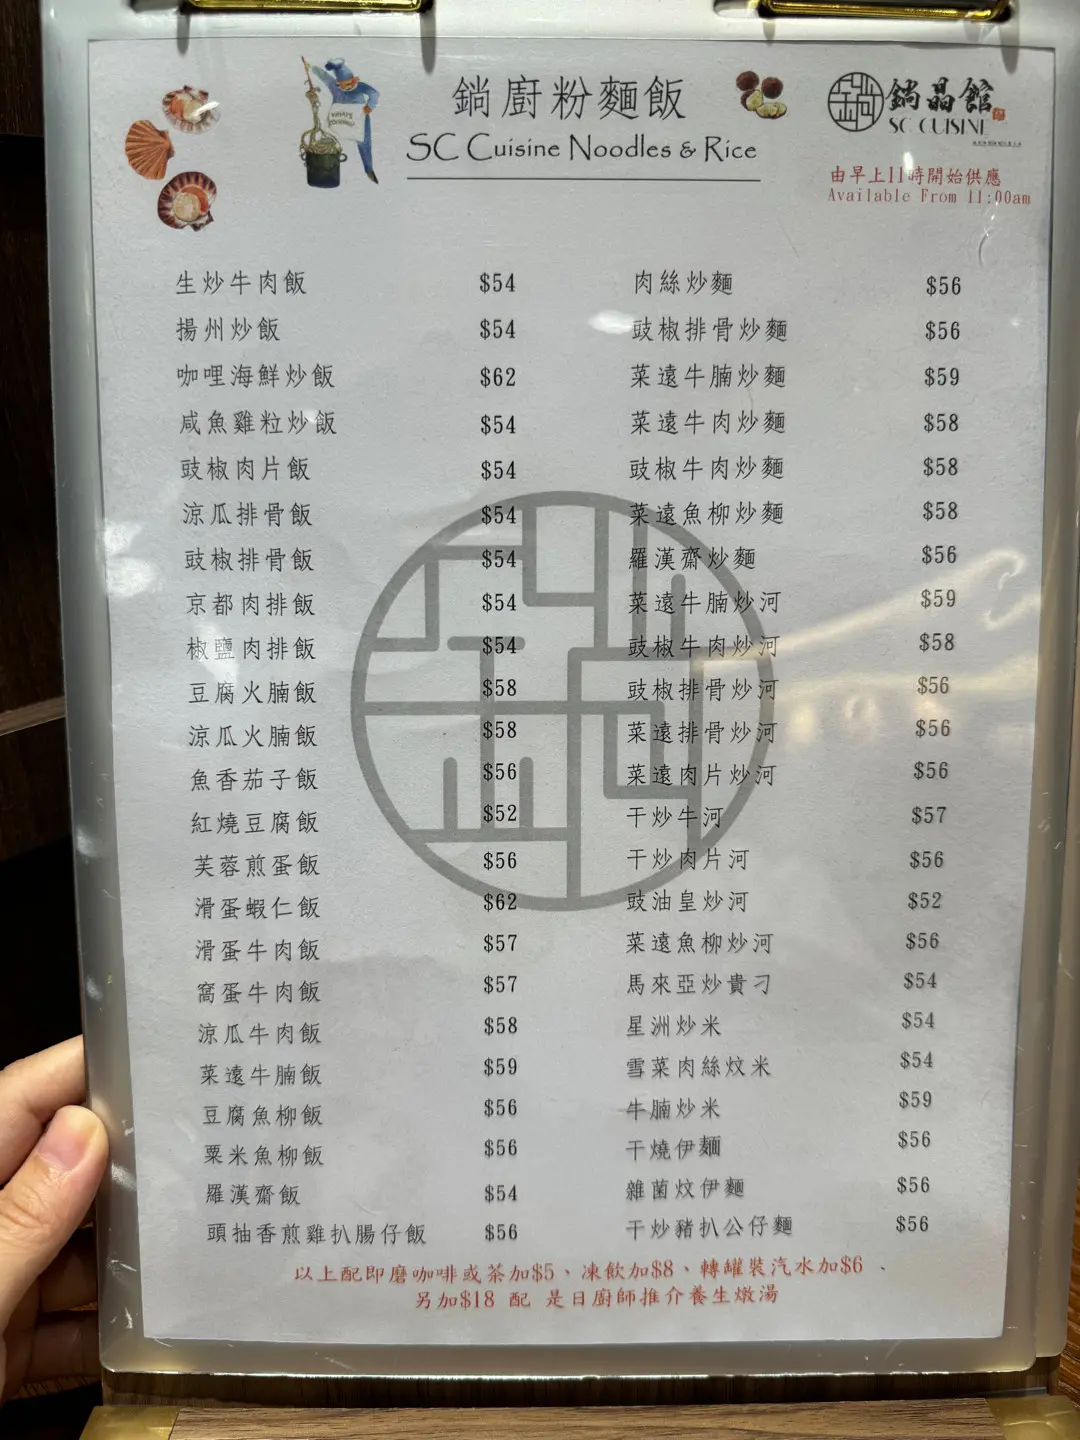 鍋廚粉麵飯
SC Cuisine Noodles & Rice
SC CUISINE
由早上11時開始供應
Available From 11:00am
生炒牛肉飯 $54
揚州炒飯 $54
咖哩海鮮炒飯 $62
咸魚雞粒炒飯 $54
豉椒肉片飯 $54
涼瓜排骨飯 $54
豉椒排骨飯 $54
京都肉排飯 $54
椒鹽肉排飯 $54
豆腐火腩飯 $58
涼瓜火腩飯 $58
魚香茄子飯 $56
紅燒豆腐飯 $52
芙蓉煎蛋飯 $56
滑蛋蝦仁飯 $62
滑蛋牛肉飯 $57
窩蛋牛肉飯 $57
涼瓜牛肉飯 $58
菜遠牛腩飯 $59
豆腐魚柳飯 $56
粟米魚柳飯 $56
羅漢齋飯 $54
頭抽香煎雞扒腸仔飯 $56
肉絲炒麵 $56
豉椒排骨炒麵 $56
菜遠牛腩炒麵 $59
菜遠牛肉炒麵 $58
豉椒牛肉炒麵 $58
菜遠魚柳炒麵 $58
羅漢齋炒麵 $56
菜遠牛腩炒河 $59
豉椒牛肉炒河 $58
豉椒排骨炒河 $56
菜遠排骨炒河 $56
菜遠肉片炒河 $56
干炒牛河 $57
干炒肉片河 $56
豉油皇炒河 $52
菜遠魚柳炒河 $56
馬來亞炒貴刁 $54
星洲炒米 $54
雪菜肉絲炆米 $54
牛腩炒米 $59
干燒伊麵 $56
雜菌炆伊麵 $56
干炒豬扒公仔麵 $56
以上配即磨咖啡或茶加$5、凍飲加$8、轉罐裝汽水加$6 、
另加$18 配 是日廚師推介養生燉湯